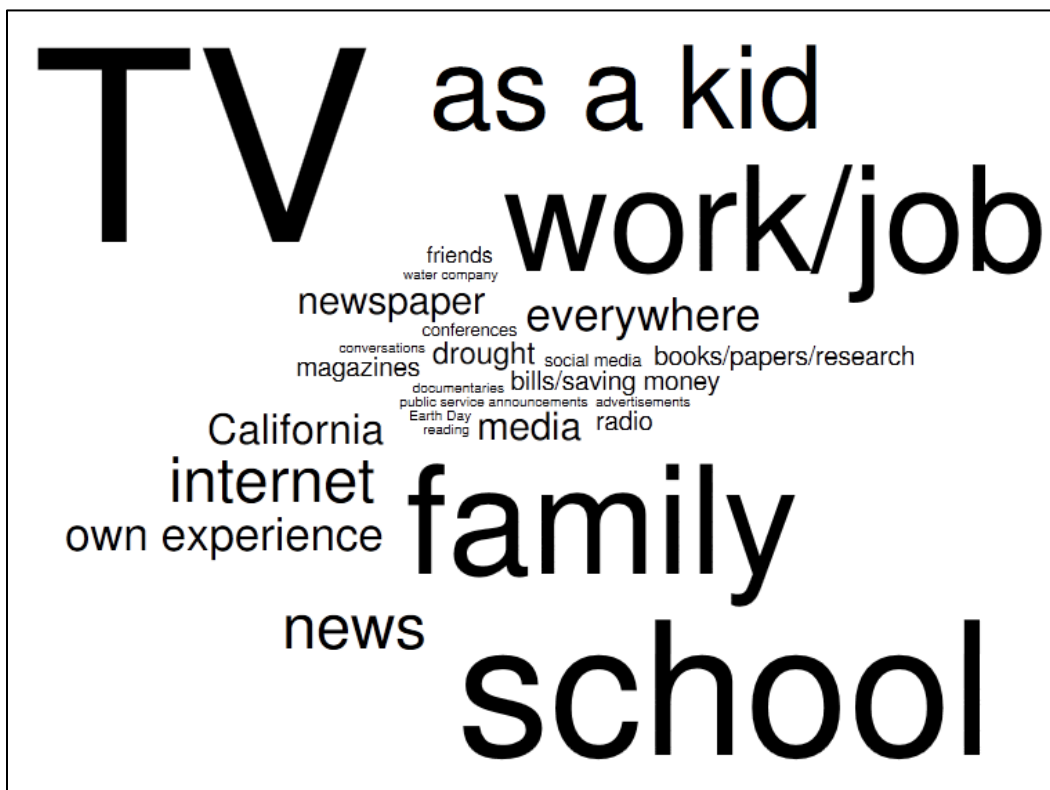 TV
as a kid
work/job
friends
water company
newspaper
everywhere
conferences
conversations
drought
social media
books/papers/research
magazines
bills/saving money
documentaries
public service announcements
advertisements
Earth Day
reading
media
radio
California
internet
own experience
family
news
school